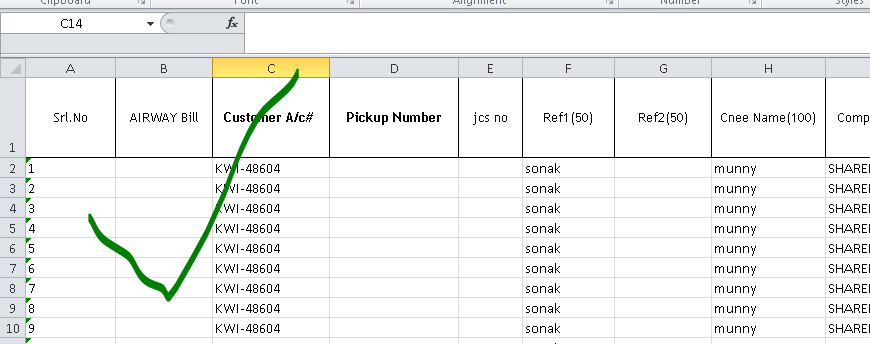 Clipboard Font Alignment Number Styles
C14 fx
A B C D E F G H
1 Srl.No AIRWAY Bill Customer A/c# Pickup Number jcs no Ref1(50) Ref2(50) Cnee Name(100) Comp
2 1 KWI-48604 sonak munny SHARE
3 2 KWI-48604 sonak munny SHARE
4 3 KWI-48604 sonak munny SHARE
5 4 KWI-48604 sonak munny SHARE
6 5 KWI-48604 sonak munny SHARE
7 6 KWI-48604 sonak munny SHARE
8 7 KWI-48604 sonak munny SHARE
9 8 KWI-48604 sonak munny SHARE
10 9 KWI-48604 sonak munny SHARE